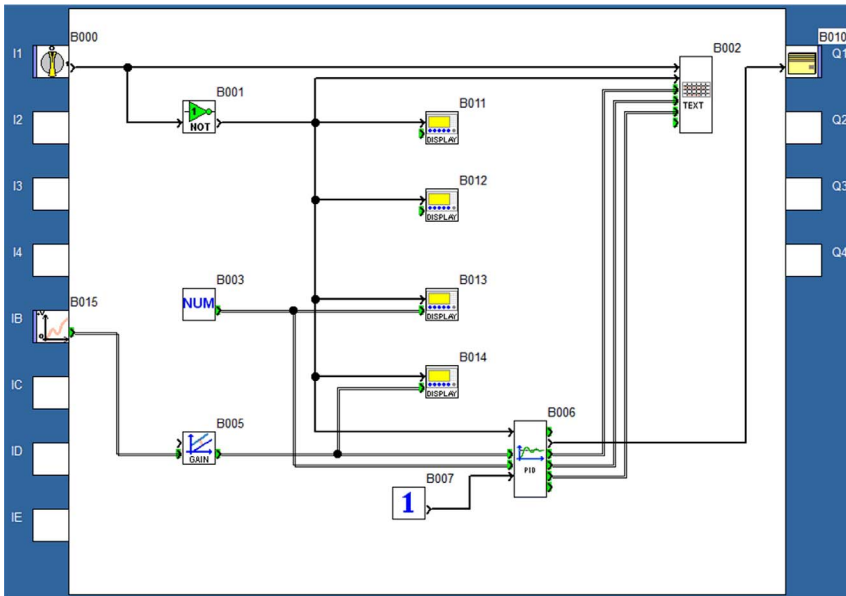 I1
B000
B002
B010
Q1
TEXT
I2
B001
1
NOT
B011
DISPLAY
Q2
I3
B012
DISPLAY
Q3
I4
B003
NUM
B013
DISPLAY
Q4
IB
B015
B014
DISPLAY
IC
B005
GAIN
B006
PID
ID
B007
1
IE